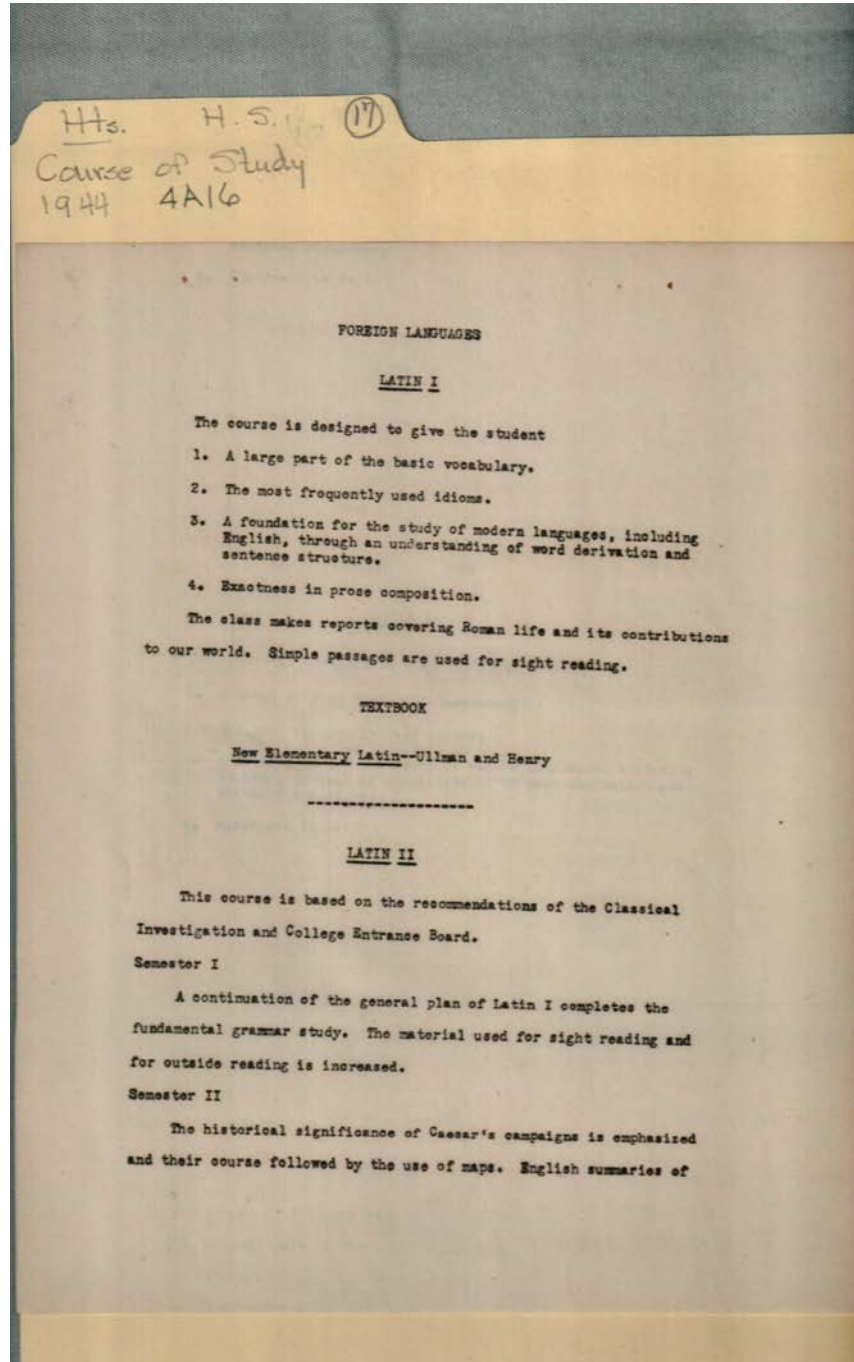 Hts. H.S. 17
Course of Study
1944 4A16
FOREIGN LANGUAGES
LATIN I
The course is designed to give the student
1. A large part of the basic vocabulary.
2. The most frequently used idioms.
3. A foundation for the study of modern languages, including
English, through an understanding of word derivation and
sentence structure.
4. Exactness in prose composition.
The class makes reports covering Roman life and its contributions
to our world. Simple passages are used for sight reading.
TEXTBOOK
New Elementary Latin--Ullman and Henry
---------------------
LATIN II
This course is based on the recommendations of the Classical
Investigation and College Entrance Board.
Semester I
A continuation of the general plan of Latin I completes the
fundamental grammar study. The material used for sight reading and
for outside reading is increased.
Semester II
The historical significance of Caesar's campaigns is emphasized
and their course followed by the use of maps. English summaries of